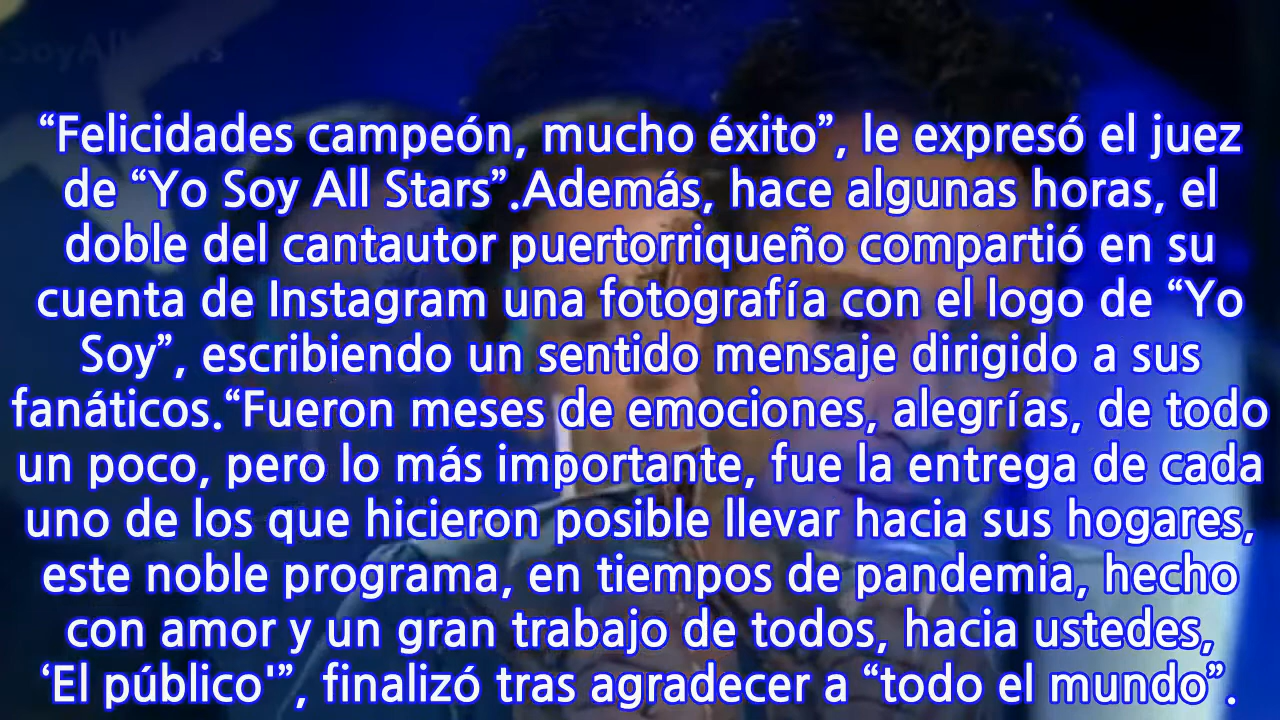 “Felicidades campeón, mucho éxito”, le expresó el juez
de “Yo Soy All Stars”.Además, hace algunas horas, el
doble del cantautor puertorriqueño compartió en su
cuenta de Instagram una fotografía con el logo de “Yo
Soy”, escribiendo un sentido mensaje dirigido a sus
fanáticos.“Fueron meses de emociones, alegrías, de todo
un poco, pero lo más importante, fue la entrega de cada
uno de los que hicieron posible llevar hacia sus hogares,
este noble programa, en tiempos de pandemia, hecho
con amor y un gran trabajo de todos, hacia ustedes,
‘El público'”, finalizó tras agradecer a “todo el mundo”.